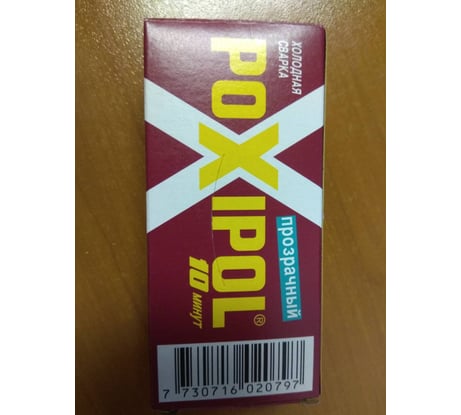 ХОЛОДНАЯ
СВАРКА
POXIPOL®
прозрачный
10 минут
7 730716 020797